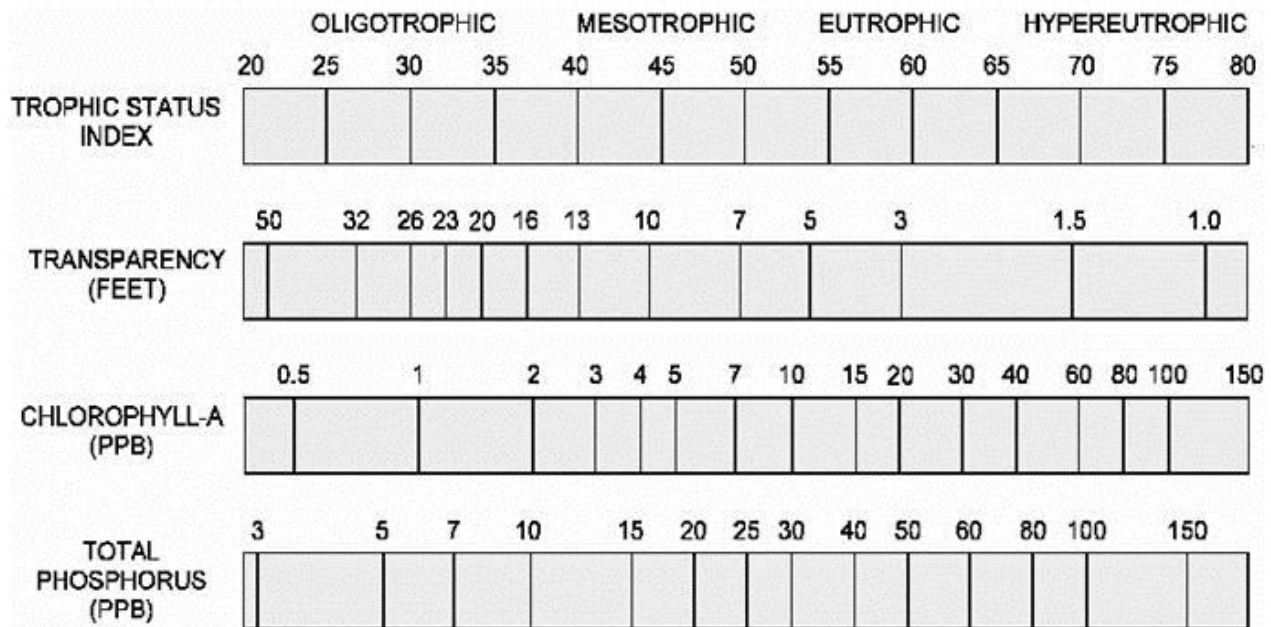 OLIGOTROPHIC MESOTROPHIC EUTROPHIC HYPEREUTROPHIC
20 25 30 35 40 45 50 55 60 65 70 75 80
TROPHIC STATUS
INDEX
50 32 26 23 20 16 13 10 7 5 3 1.5 1.0
TRANSPARENCY
(FEET)
0.5 1 2 3 4 5 7 10 15 20 30 40 60 80 100 150
CHLOROPHYLL-A
(PPB)
3 5 7 10 15 20 25 30 40 50 60 80 100 150
TOTAL
PHOSPHORUS
(PPB)